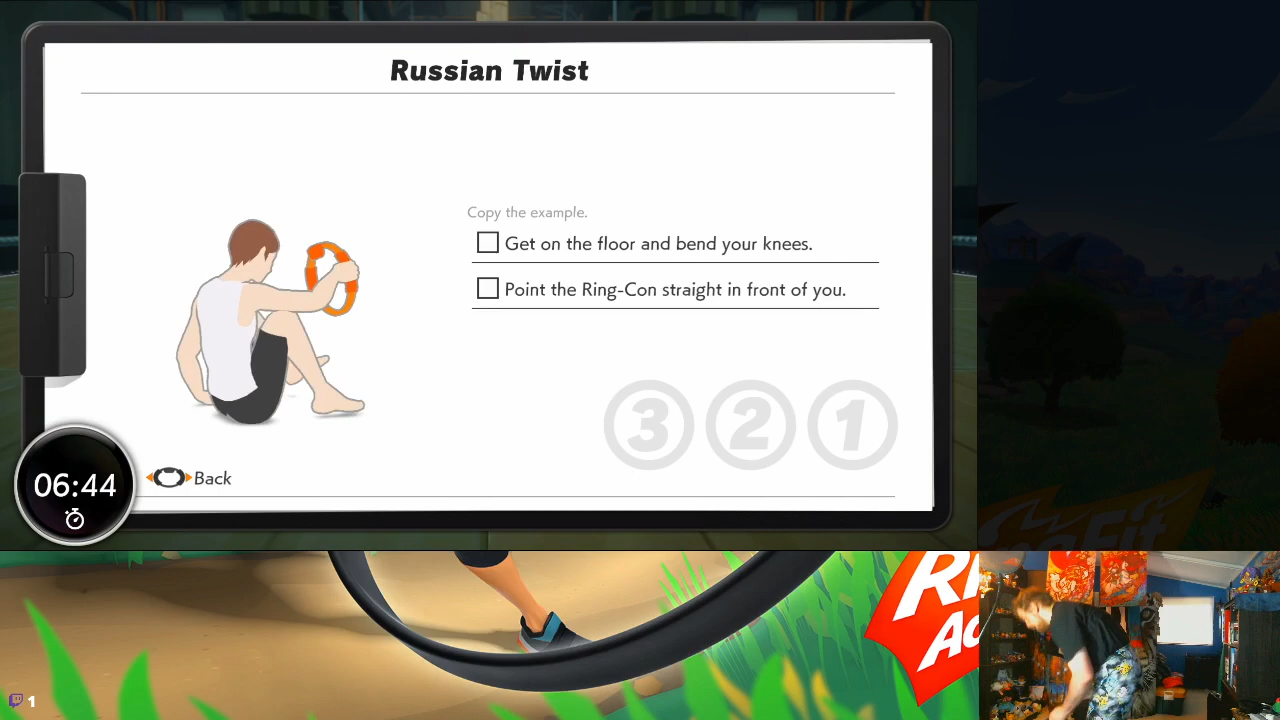 Russian Twist
Copy the example.
Get on the floor and bend your knees.
Point the Ring-Con straight in front of you.
3 2 1
06:44
Back
1